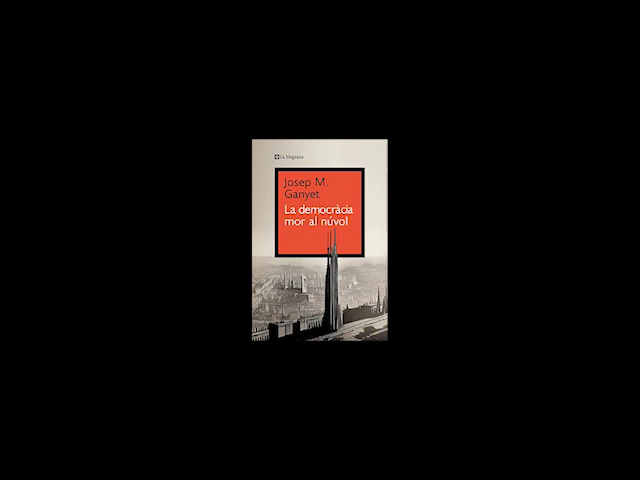 La Magrana
Josep M.
Ganyet
La democràcia
mor al núvol